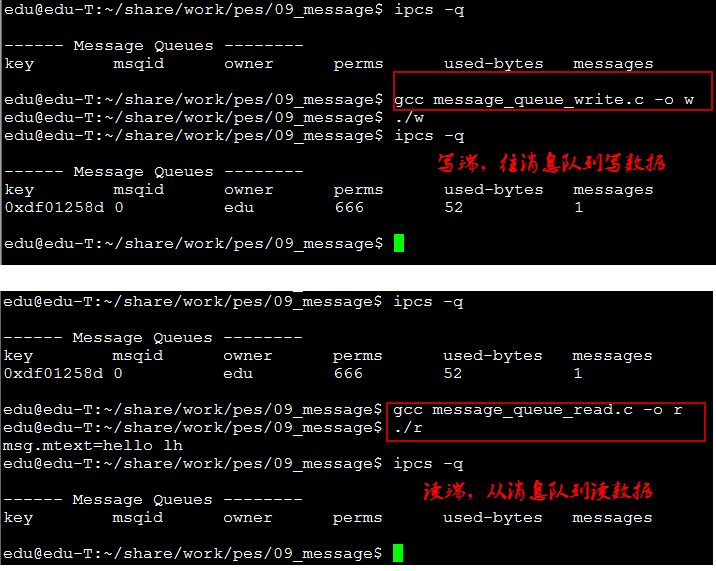 edu@edu-T:~/share/work/pes/09_message$ ipcs -q
------ Message Queues --------
key msqid owner perms used-bytes messages
edu@edu-T:~/share/work/pes/09_message$ gcc message_queue_write.c -o w
edu@edu-T:~/share/work/pes/09_message$ ./w
edu@edu-T:~/share/work/pes/09_message$ ipcs -q
写端，往消息队列写数据
------ Message Queues --------
key msqid owner perms used-bytes messages
0xdf01258d 0 edu 666 52 1
edu@edu-T:~/share/work/pes/09_message$
edu@edu-T:~/share/work/pes/09_message$ ipcs -q
------ Message Queues --------
key msqid owner perms used-bytes messages
0xdf01258d 0 edu 666 52 1
edu@edu-T:~/share/work/pes/09_message$ gcc message_queue_read.c -o r
edu@edu-T:~/share/work/pes/09_message$ ./r
msg.mtext=hello lh
edu@edu-T:~/share/work/pes/09_message$ ipcs -q
读端，从消息队列读数据
------ Message Queues --------
key msqid owner perms used-bytes messages
edu@edu-T:~/share/work/pes/09_message$